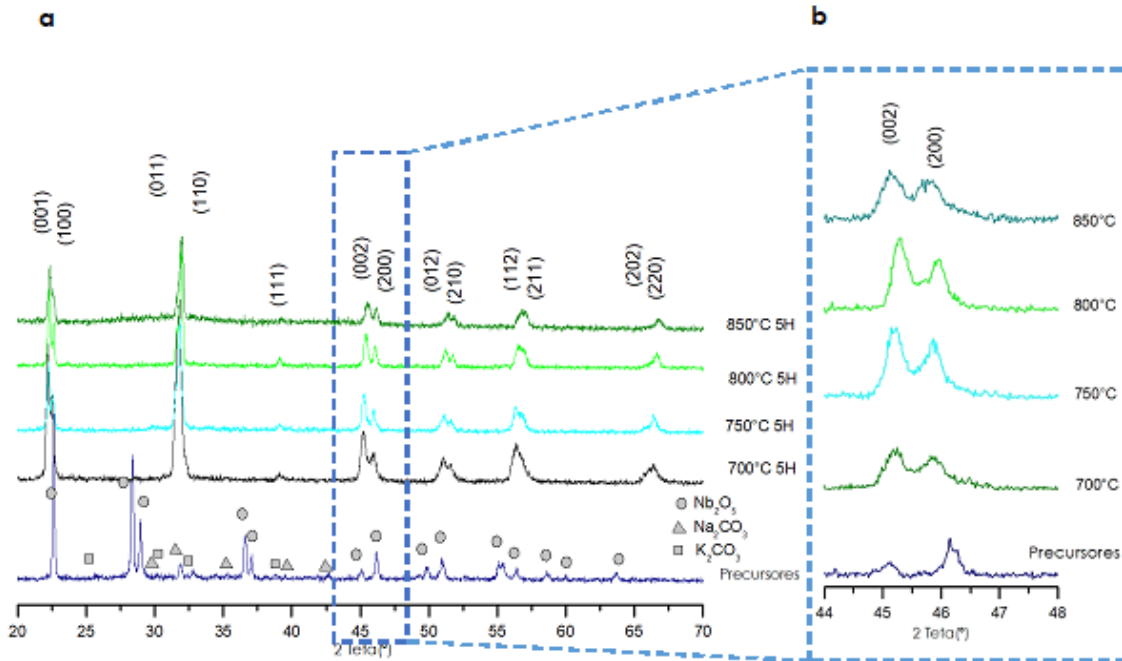 a
b
(001)
(100)
(011)
(110)
(111)
(002)
(200)
(012)
(210)
(112)
(211)
(202)
(220)
850°C 5H
800°C 5H
750°C 5H
700°C 5H
Nb₂O₅
Na₂CO₃
K₂CO₃
Precursores
20 25 30 35 40 45 50 55 60 65 70
2 Teta(°)
(002)
(200)
850°C
800°C
750°C
700°C
Precursores
44 45 46 47 48
2 Teta(°)